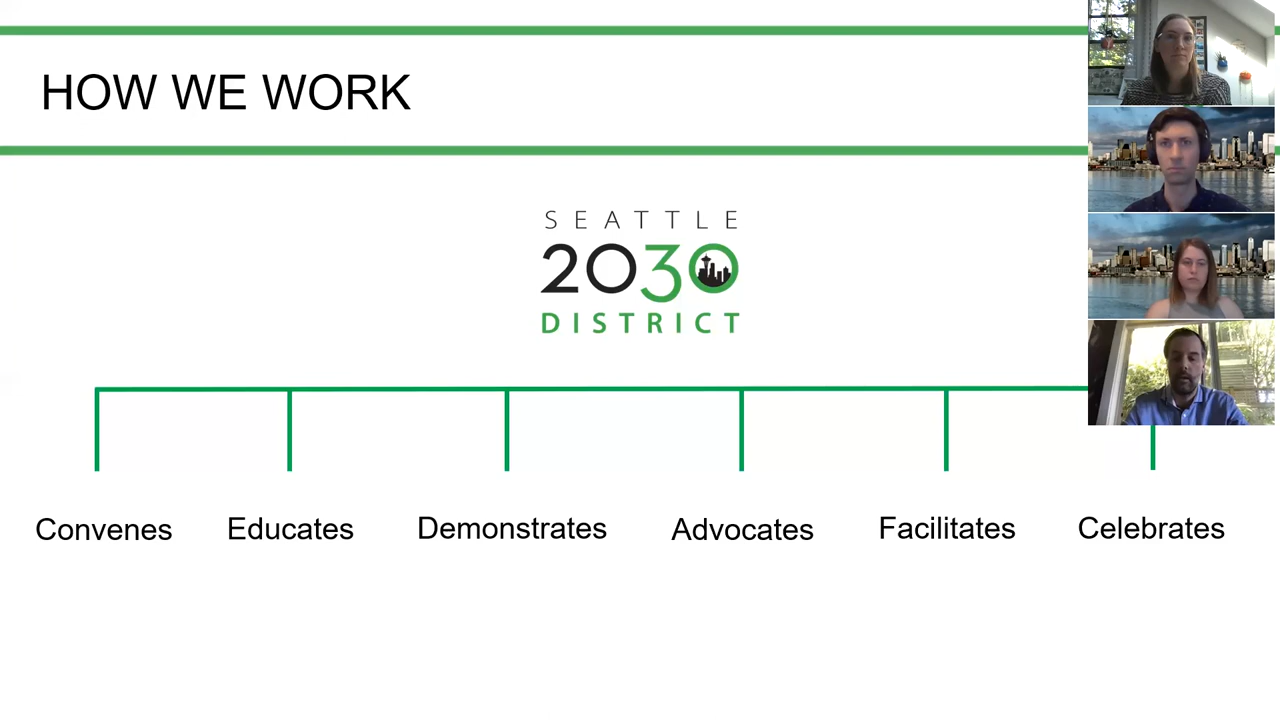 HOW WE WORK
SEATTLE
2030
DISTRICT
Convenes Educates Demonstrates Advocates Facilitates Celebrates